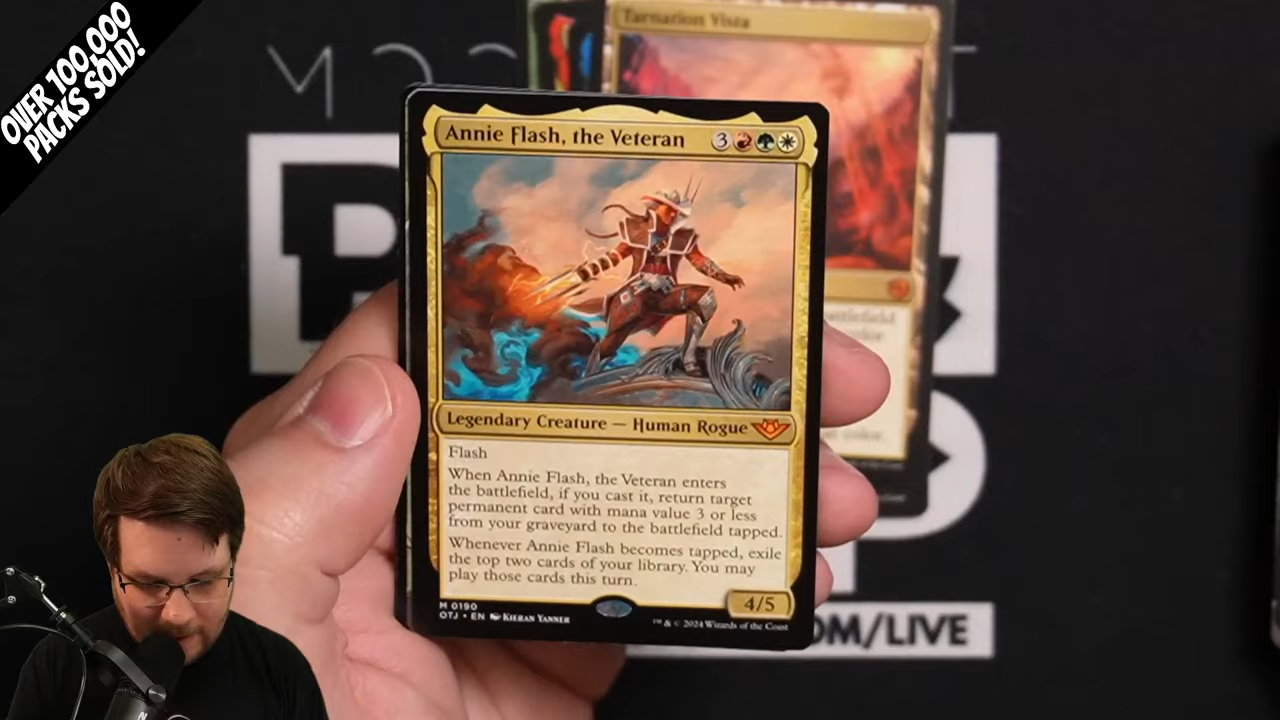 OVER 100,000
PACKS SOLD!
Tarnation Vista
Annie Flash, the Veteran 3
Legendary Creature — Human Rogue
Flash
When Annie Flash, the Veteran enters
the battlefield, if you cast it, return target
permanent card with mana value 3 or less
from your graveyard to the battlefield tapped.
Whenever Annie Flash becomes tapped, exile
the top two cards of your library. You may
play those cards this turn.
4/5
M 0190
OTJ • EN Kieran Yanner
™ & © 2024 Wizards of the Coast
battlefield
color
color.
OM/LIVE